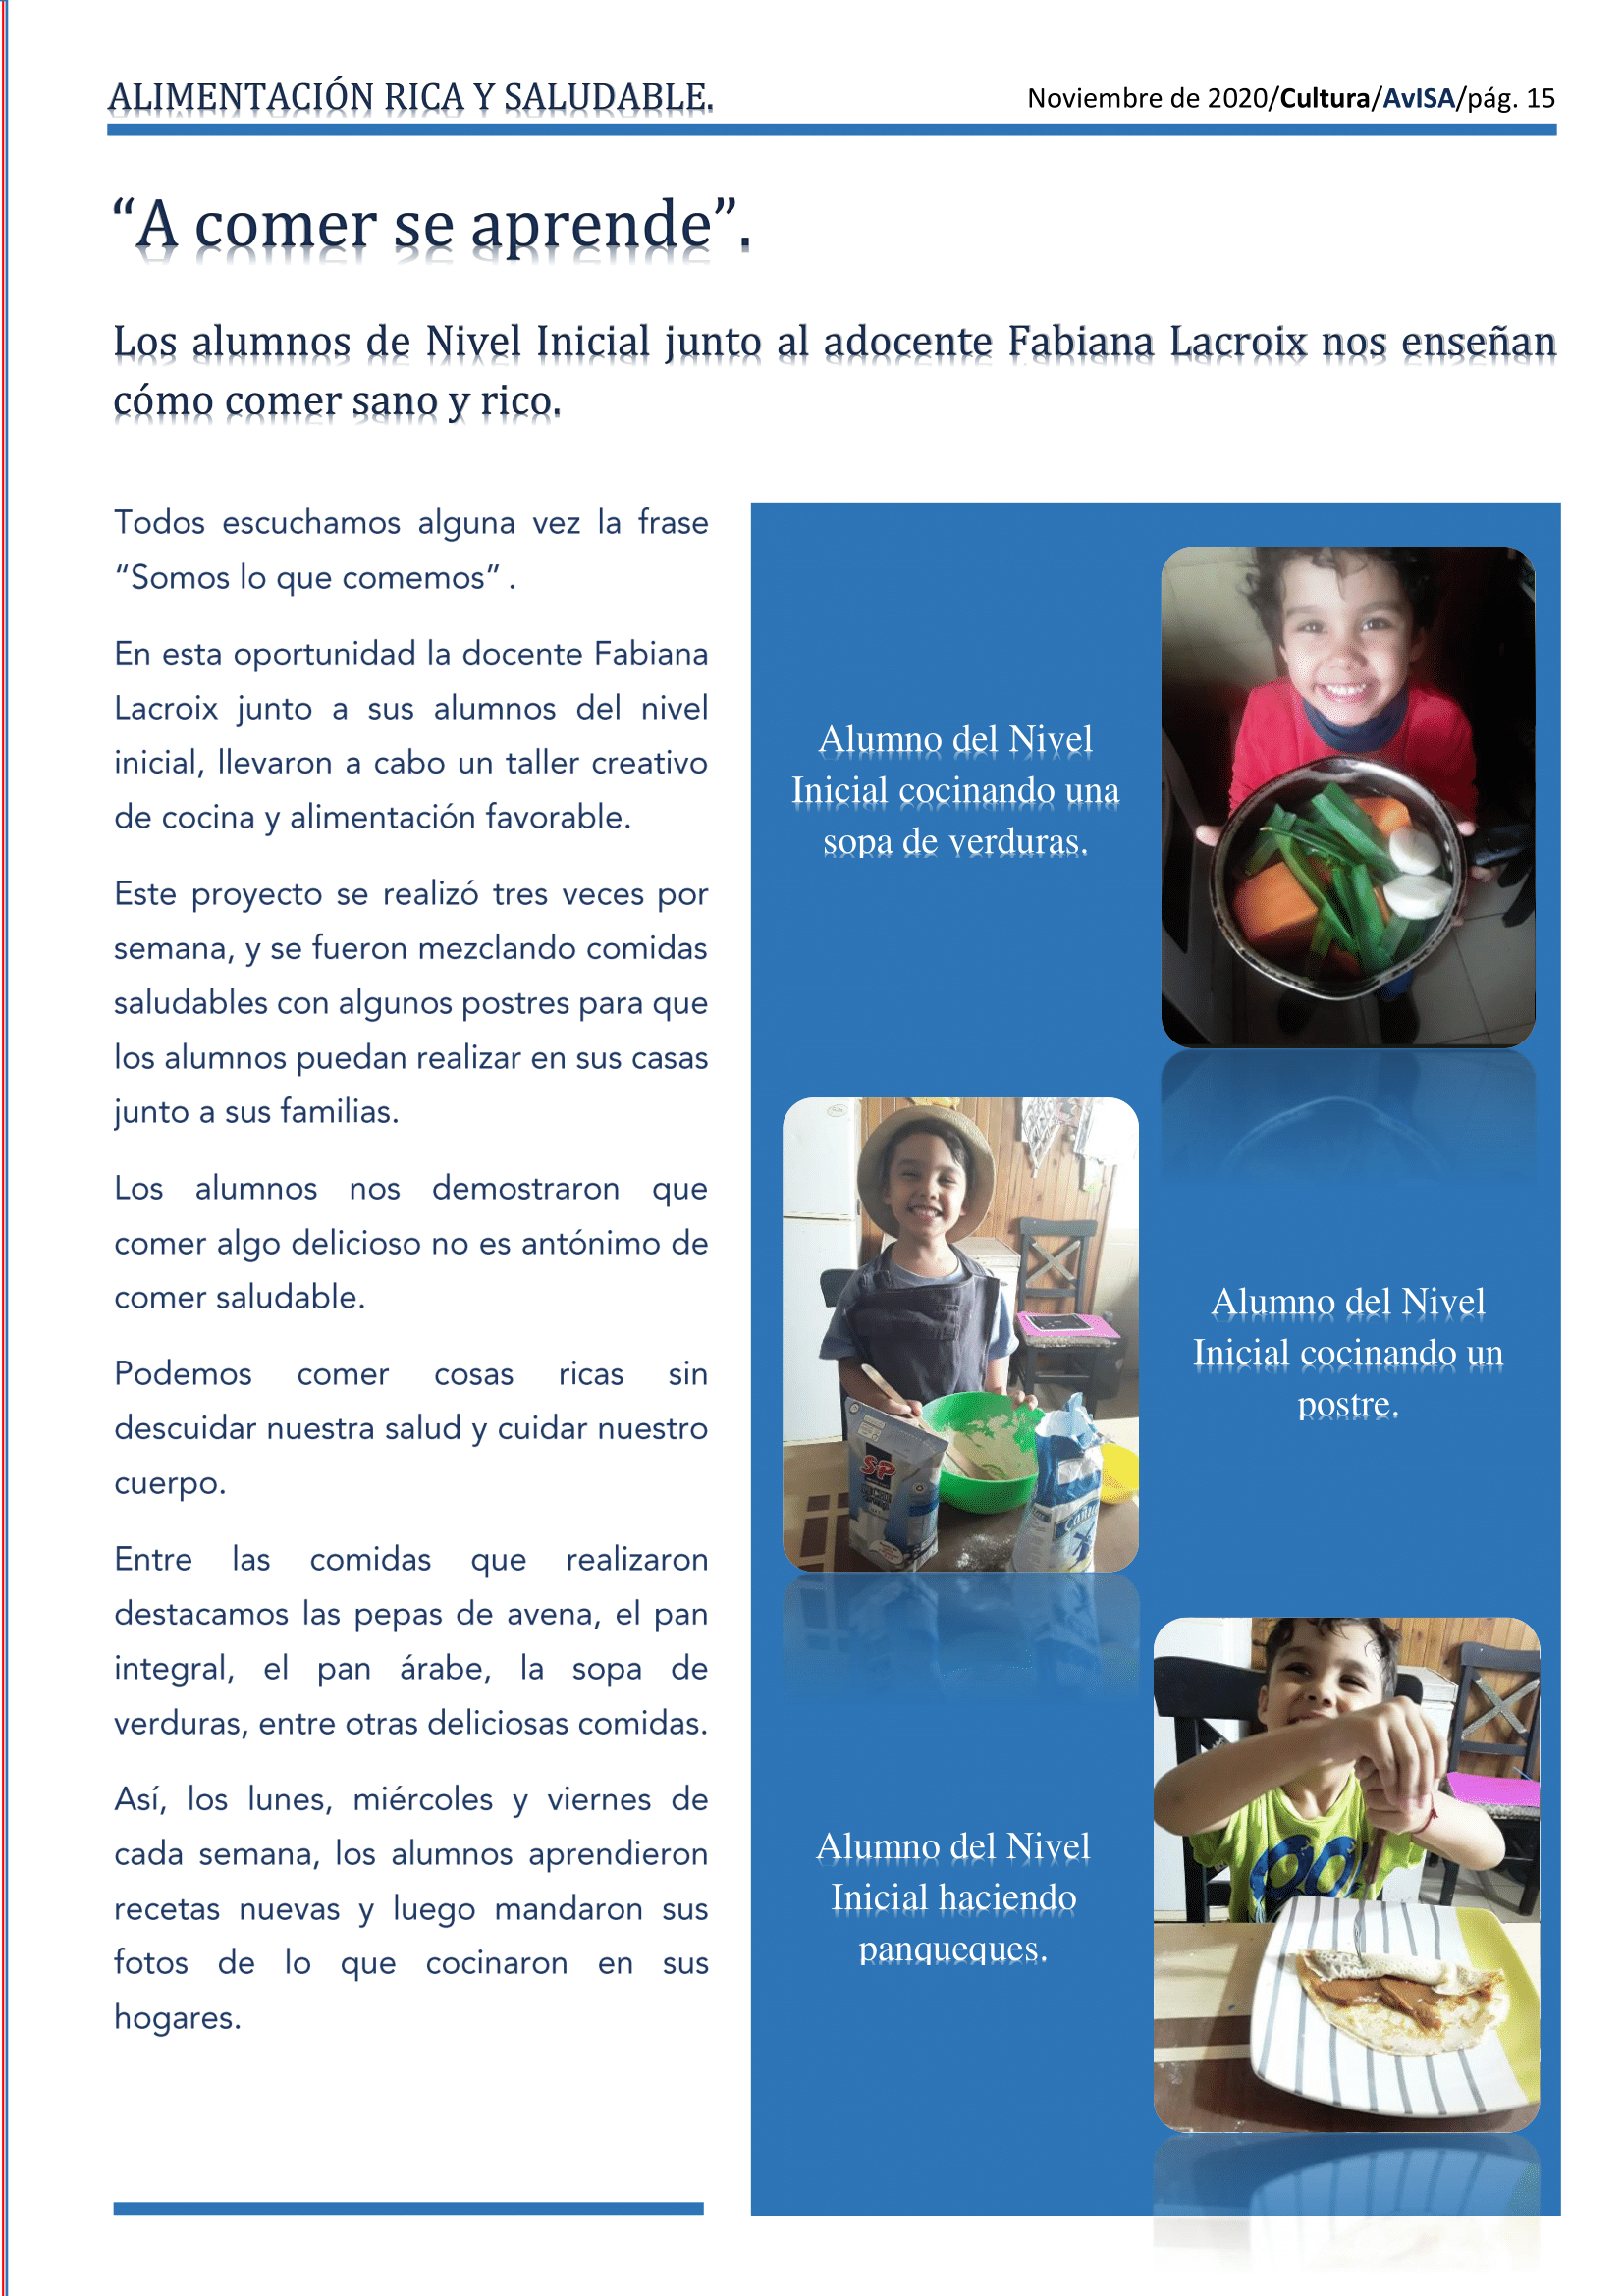 ALIMENTACIÓN RICA Y SALUDABLE.
Noviembre de 2020/Cultura/AvISA/pág. 15
“A comer se aprende”.
Los alumnos de Nivel Inicial junto al adocente Fabiana Lacroix nos enseñan
cómo comer sano y rico.
Todos escuchamos alguna vez la frase
“Somos lo que comemos” .
En esta oportunidad la docente Fabiana
Lacroix junto a sus alumnos del nivel
inicial, llevaron a cabo un taller creativo
de cocina y alimentación favorable.
Este proyecto se realizó tres veces por
semana, y se fueron mezclando comidas
saludables con algunos postres para que
los alumnos puedan realizar en sus casas
junto a sus familias.
Los alumnos nos demostraron que
comer algo delicioso no es antónimo de
comer saludable.
Podemos comer cosas ricas sin
descuidar nuestra salud y cuidar nuestro
cuerpo.
Entre las comidas que realizaron
destacamos las pepas de avena, el pan
integral, el pan árabe, la sopa de
verduras, entre otras deliciosas comidas.
Así, los lunes, miércoles y viernes de
cada semana, los alumnos aprendieron
recetas nuevas y luego mandaron sus
fotos de lo que cocinaron en sus
hogares.
Alumno del Nivel
Inicial cocinando una
sopa de verduras.
SP
Alumno del Nivel
Inicial cocinando un
postre.
Alumno del Nivel
Inicial haciendo
panqueques.